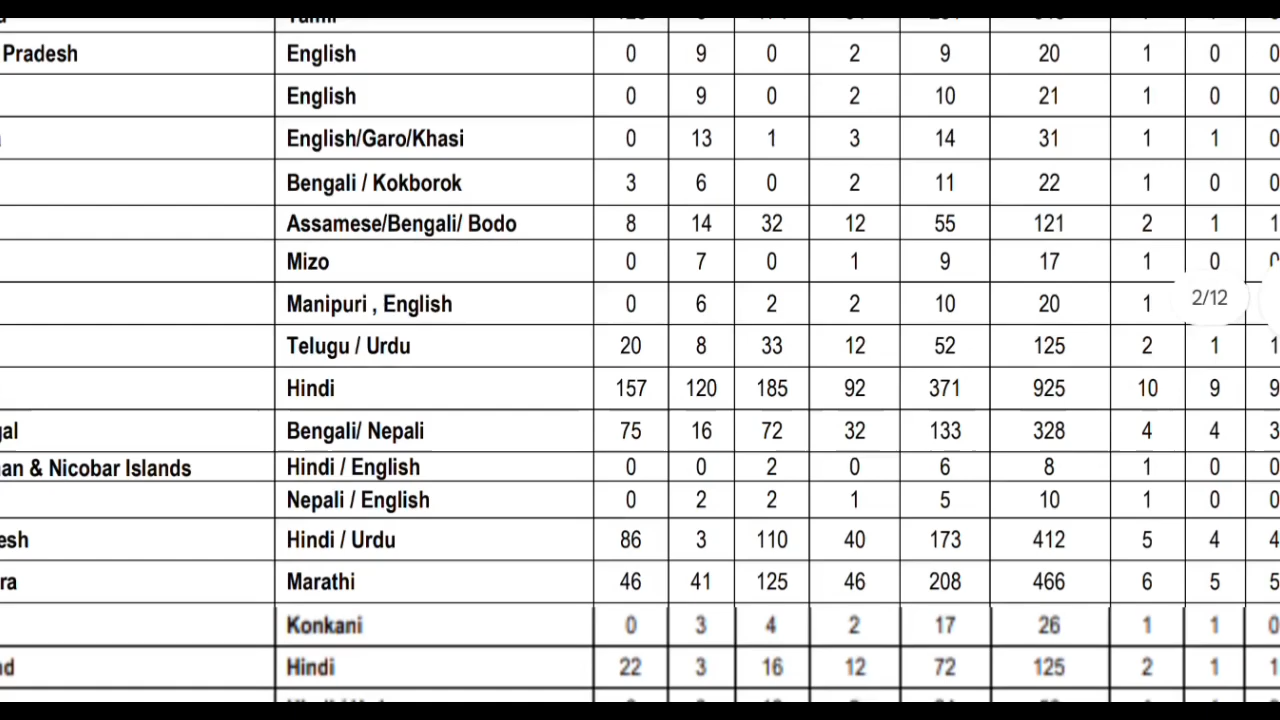 Pradesh English 0 9 0 2 9 20 1 0 0
English 0 9 0 2 10 21 1 0 0
English/Garo/Khasi 0 13 1 3 14 31 1 1 0
Bengali / Kokborok 3 6 0 2 11 22 1 0 0
Assamese/Bengali/ Bodo 8 14 32 12 55 121 2 1 1
Mizo 0 7 0 1 9 17 1 0
Manipuri , English 0 6 2 2 10 20 1 2/12
Telugu / Urdu 20 8 33 12 52 125 2 1 1
Hindi 157 120 185 92 371 925 10 9 9
gal Bengali/ Nepali 75 16 72 32 133 328 4 4 3
an & Nicobar Islands Hindi / English 0 0 2 0 6 8 1 0 0
Nepali / English 0 2 2 1 5 10 1 0 0
esh Hindi / Urdu 86 3 110 40 173 412 5 4 4
ra Marathi 46 41 125 46 208 466 6 5 5
Konkani 0 3 4 2 17 26 1 1 0
Hindi 22 3 16 12 72 125 2 1 1